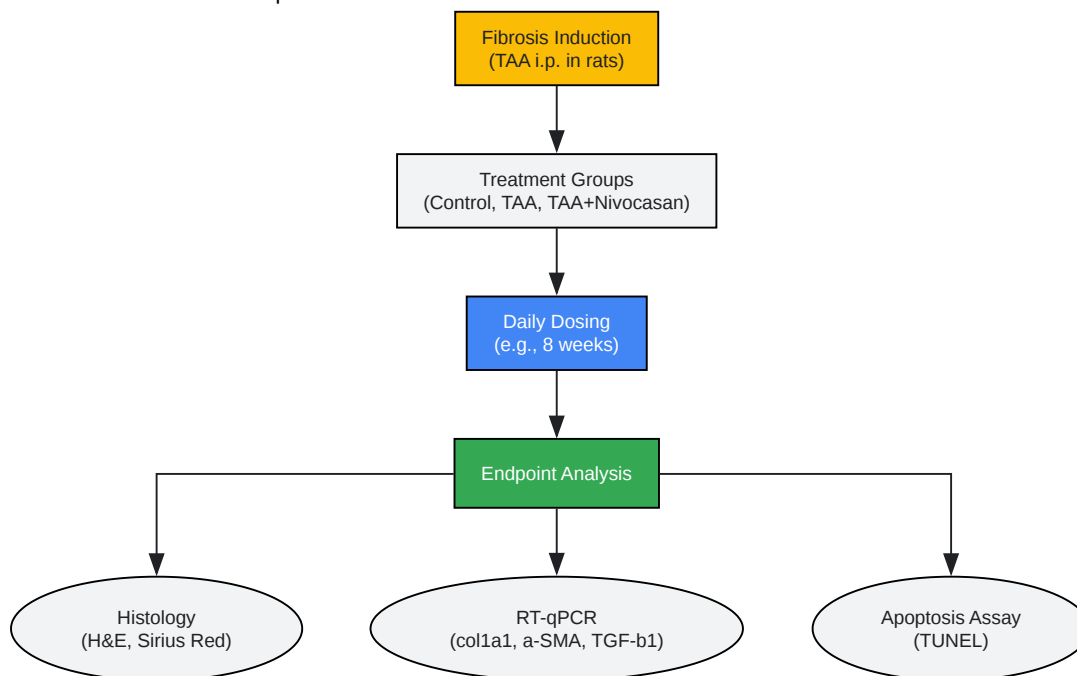 Fibrosis Induction
(TAA i.p. in rats)
Treatment Groups
(Control, TAA, TAA+Nivocasan)
Daily Dosing
(e.g., 8 weeks)
Endpoint Analysis
Histology
(H&E, Sirius Red)
RT-qPCR
(col1a1, a-SMA, TGF-b1)
Apoptosis Assay
(TUNEL)